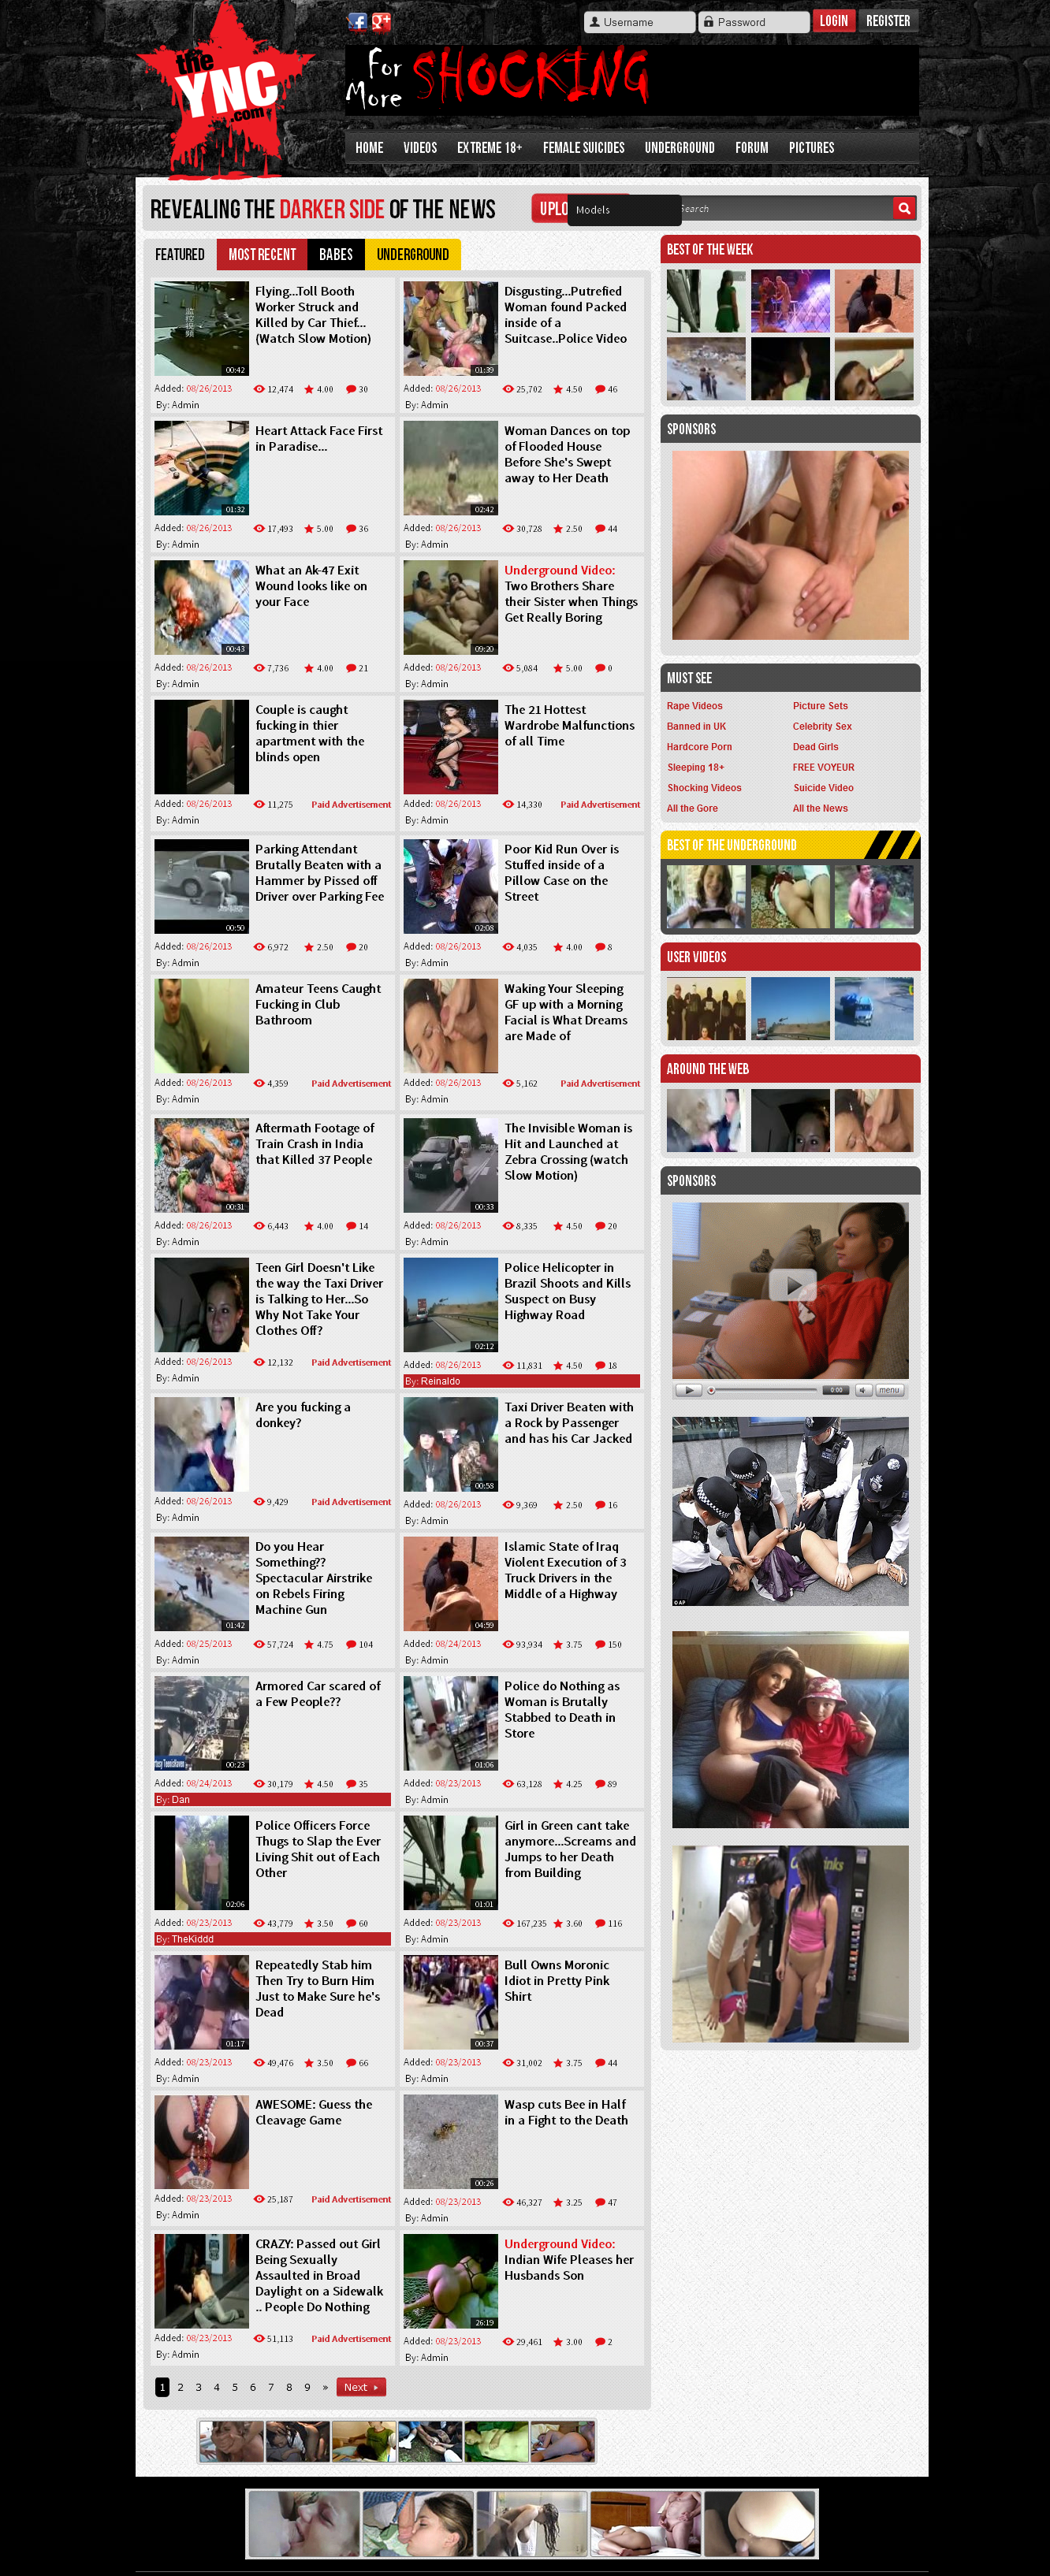 Username
Password
LOGIN
REGISTER
the
YNC
.com
For
More
SHOCKING
HOME
VIDEOS
EXTREME 18+
FEMALE SUICIDES
UNDERGROUND
FORUM
PICTURES
REVEALING THE DARKER SIDE OF THE NEWS
UPLO
Models
Search
FEATURED
MOST RECENT
BABES
UNDERGROUND
Flying...Toll Booth
Worker Struck and
Killed by Car Thief...
(Watch Slow Motion)
00:42
Added: 08/26/2013 12,474 4.00 30
By: Admin
Disgusting...Putrefied
Woman found Packed
inside of a
Suitcase..Police Video
01:39
Added: 08/26/2013 25,702 4.50 46
By: Admin
Heart Attack Face First
in Paradise...
01:32
Added: 08/26/2013 17,493 5.00 36
By: Admin
Woman Dances on top
of Flooded House
Before She's Swept
away to Her Death
02:42
Added: 08/26/2013 30,728 2.50 44
By: Admin
What an Ak-47 Exit
Wound looks like on
your Face
00:43
Added: 08/26/2013 7,736 4.00 21
By: Admin
Underground Video:
Two Brothers Share
their Sister when Things
Get Really Boring
09:20
Added: 08/26/2013 5,084 5.00 0
By: Admin
Couple is caught
fucking in thier
apartment with the
blinds open
Added: 08/26/2013 11,275 Paid Advertisement
By: Admin
The 21 Hottest
Wardrobe Malfunctions
of all Time
Added: 08/26/2013 14,330 Paid Advertisement
By: Admin
Parking Attendant
Brutally Beaten with a
Hammer by Pissed off
Driver over Parking Fee
00:50
Added: 08/26/2013 6,972 2.50 20
By: Admin
Poor Kid Run Over is
Stuffed inside of a
Pillow Case on the
Street
02:08
Added: 08/26/2013 4,035 4.00 8
By: Admin
Amateur Teens Caught
Fucking in Club
Bathroom
Added: 08/26/2013 4,359 Paid Advertisement
By: Admin
Waking Your Sleeping
GF up with a Morning
Facial is What Dreams
are Made of
Added: 08/26/2013 5,162 Paid Advertisement
By: Admin
Aftermath Footage of
Train Crash in India
that Killed 37 People
00:31
Added: 08/26/2013 6,443 4.00 14
By: Admin
The Invisible Woman is
Hit and Launched at
Zebra Crossing (watch
Slow Motion)
00:33
Added: 08/26/2013 8,335 4.50 20
By: Admin
Teen Girl Doesn't Like
the way the Taxi Driver
is Talking to Her...So
Why Not Take Your
Clothes Off?
Added: 08/26/2013 12,132 Paid Advertisement
By: Admin
Police Helicopter in
Brazil Shoots and Kills
Suspect on Busy
Highway Road
02:12
Added: 08/26/2013 11,831 4.50 18
By: Reinaldo
Are you fucking a
donkey?
Added: 08/26/2013 9,429 Paid Advertisement
By: Admin
Taxi Driver Beaten with
a Rock by Passenger
and has his Car Jacked
00:58
Added: 08/26/2013 9,369 2.50 16
By: Admin
Do you Hear
Something??
Spectacular Airstrike
on Rebels Firing
Machine Gun
01:42
Added: 08/25/2013 57,724 4.75 104
By: Admin
Islamic State of Iraq
Violent Execution of 3
Truck Drivers in the
Middle of a Highway
04:59
Added: 08/24/2013 93,934 3.75 150
By: Admin
Armored Car scared of
a Few People??
00:23
Added: 08/24/2013 30,179 4.50 35
By: Dan
Police do Nothing as
Woman is Brutally
Stabbed to Death in
Store
01:06
Added: 08/23/2013 63,128 4.25 89
By: Admin
Police Officers Force
Thugs to Slap the Ever
Living Shit out of Each
Other
02:06
Added: 08/23/2013 43,779 3.50 60
By: TheKiddd
Girl in Green cant take
anymore...Screams and
Jumps to her Death
from Building
01:01
Added: 08/23/2013 167,235 3.60 116
By: Admin
Repeatedly Stab him
Then Try to Burn Him
Just to Make Sure he's
Dead
01:17
Added: 08/23/2013 49,476 3.50 66
By: Admin
Bull Owns Moronic
Idiot in Pretty Pink
Shirt
00:37
Added: 08/23/2013 31,002 3.75 44
By: Admin
AWESOME: Guess the
Cleavage Game
Added: 08/23/2013 25,187 Paid Advertisement
By: Admin
Wasp cuts Bee in Half
in a Fight to the Death
00:26
Added: 08/23/2013 46,327 3.25 47
By: Admin
CRAZY: Passed out Girl
Being Sexually
Assaulted in Broad
Daylight on a Sidewalk
.. People Do Nothing
Added: 08/23/2013 51,113 Paid Advertisement
By: Admin
Underground Video:
Indian Wife Pleases her
Husbands Son
26:19
Added: 08/23/2013 29,461 3.00 2
By: Admin
1 2 3 4 5 6 7 8 9 » Next
BEST OF THE WEEK
SPONSORS
MUST SEE
Rape Videos
Picture Sets
Banned in UK
Celebrity Sex
Hardcore Porn
Dead Girls
Sleeping 18+
FREE VOYEUR
Shocking Videos
Suicide Video
All the Gore
All the News
BEST OF THE UNDERGROUND
USER VIDEOS
AROUND THE WEB
SPONSORS
0:00
menu
©AP